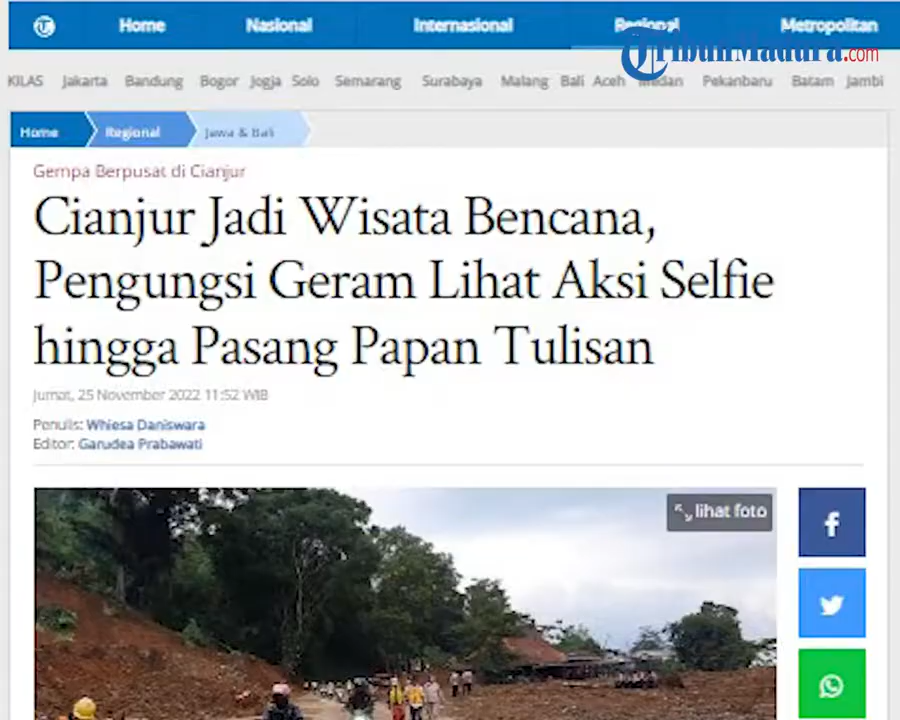 Home Nasional Internasional Regional Metropolitan
TribunMadura.com
KILAS Jakarta Bandung Bogor Jogja Solo Semarang Surabaya Malang Bali Aceh Medan Pekanbaru Batam Jambi
Home Regional Jawa & Bali
Gempa Berpusat di Cianjur
Cianjur Jadi Wisata Bencana,
Pengungsi Geram Lihat Aksi Selfie
hingga Pasang Papan Tulisan
Jumat, 25 November 2022 11:52 WIB
Penulis: Whiesa Daniswara
Editor: Garudea Prabawati
lihat foto